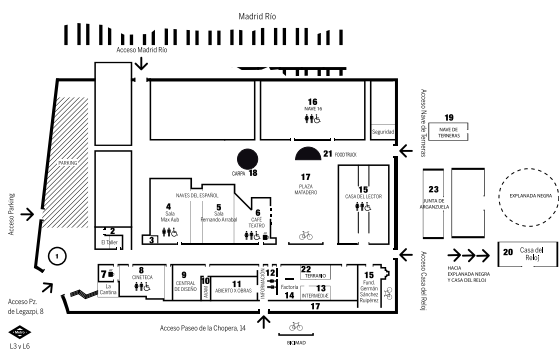 Madrid Río
Acceso Madrid Río
16
NAVE 16
Seguridad
Acceso Nave de Terneras
19
NAVE DE
TERNERAS
PARKING
18
CARPA
21 FOOD TRUCK
17
PLAZA
MATADERO
15
CASA DEL LECTOR
NAVES DEL ESPAÑOL
4
Sala
Max Aub
5
Sala
Fernando Arrabal
6
CAFÉ
TEATRO
23
JUNTA DE
ARGANZUELA
EXPLANADA NEGRA
Acceso Parking
2
El Taller
3
1
20
Casa del
Reloj
HACIA
EXPLANADA NEGRA
Y CASA DEL RELOJ
Acceso Casa del Reloj
7
La
Cantina
8
CINETECA
9
CENTRAL
DE DISEÑO
10
11
ABIERTO X OBRAS
12
INFORMACIÓN
22
TERRARIO
Factoría
14
13
INTERMEDIÆ
15
Fund.
Germán
Sánchez
Ruipérez
17
Acceso Pz.
de Legazpi, 8
Acceso Paseo de la Chopera, 14
BICIMAD
Metro
L3 y L6